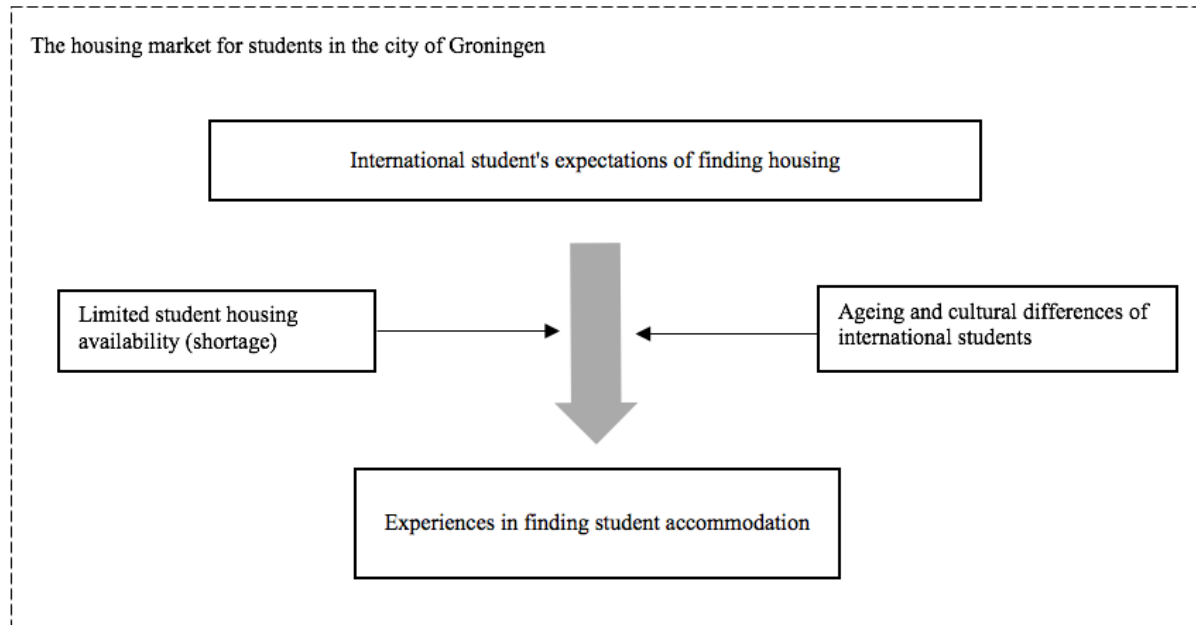 The housing market for students in the city of Groningen
International student's expectations of finding housing
Limited student housing
availability (shortage)
Ageing and cultural differences of
international students
Experiences in finding student accommodation